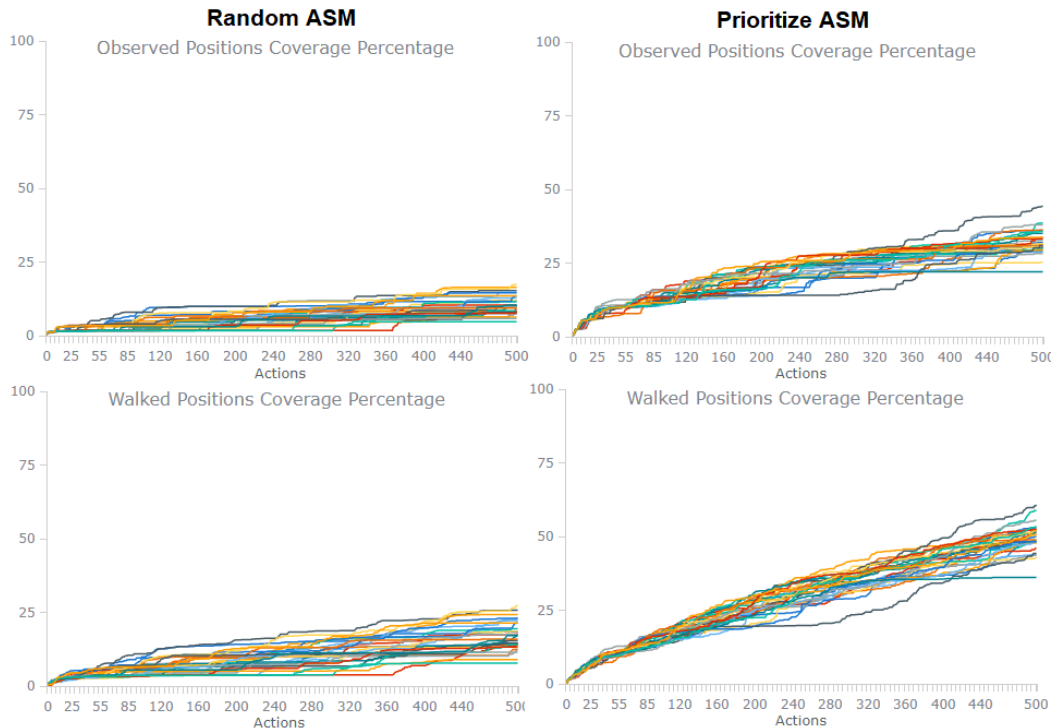 Random ASM
Prioritize ASM
Observed Positions Coverage Percentage
Observed Positions Coverage Percentage
100
75
50
25
0
0 25 55 85 120 160 200 240 280 320 360 400 440 500
Actions
100
75
50
25
0
0 25 55 85 120 160 200 240 280 320 360 400 440 500
Actions
Walked Positions Coverage Percentage
Walked Positions Coverage Percentage
100
75
50
25
0
0 25 55 85 120 160 200 240 280 320 360 400 440 500
Actions
100
75
50
25
0
0 25 55 85 120 160 200 240 280 320 360 400 440 500
Actions